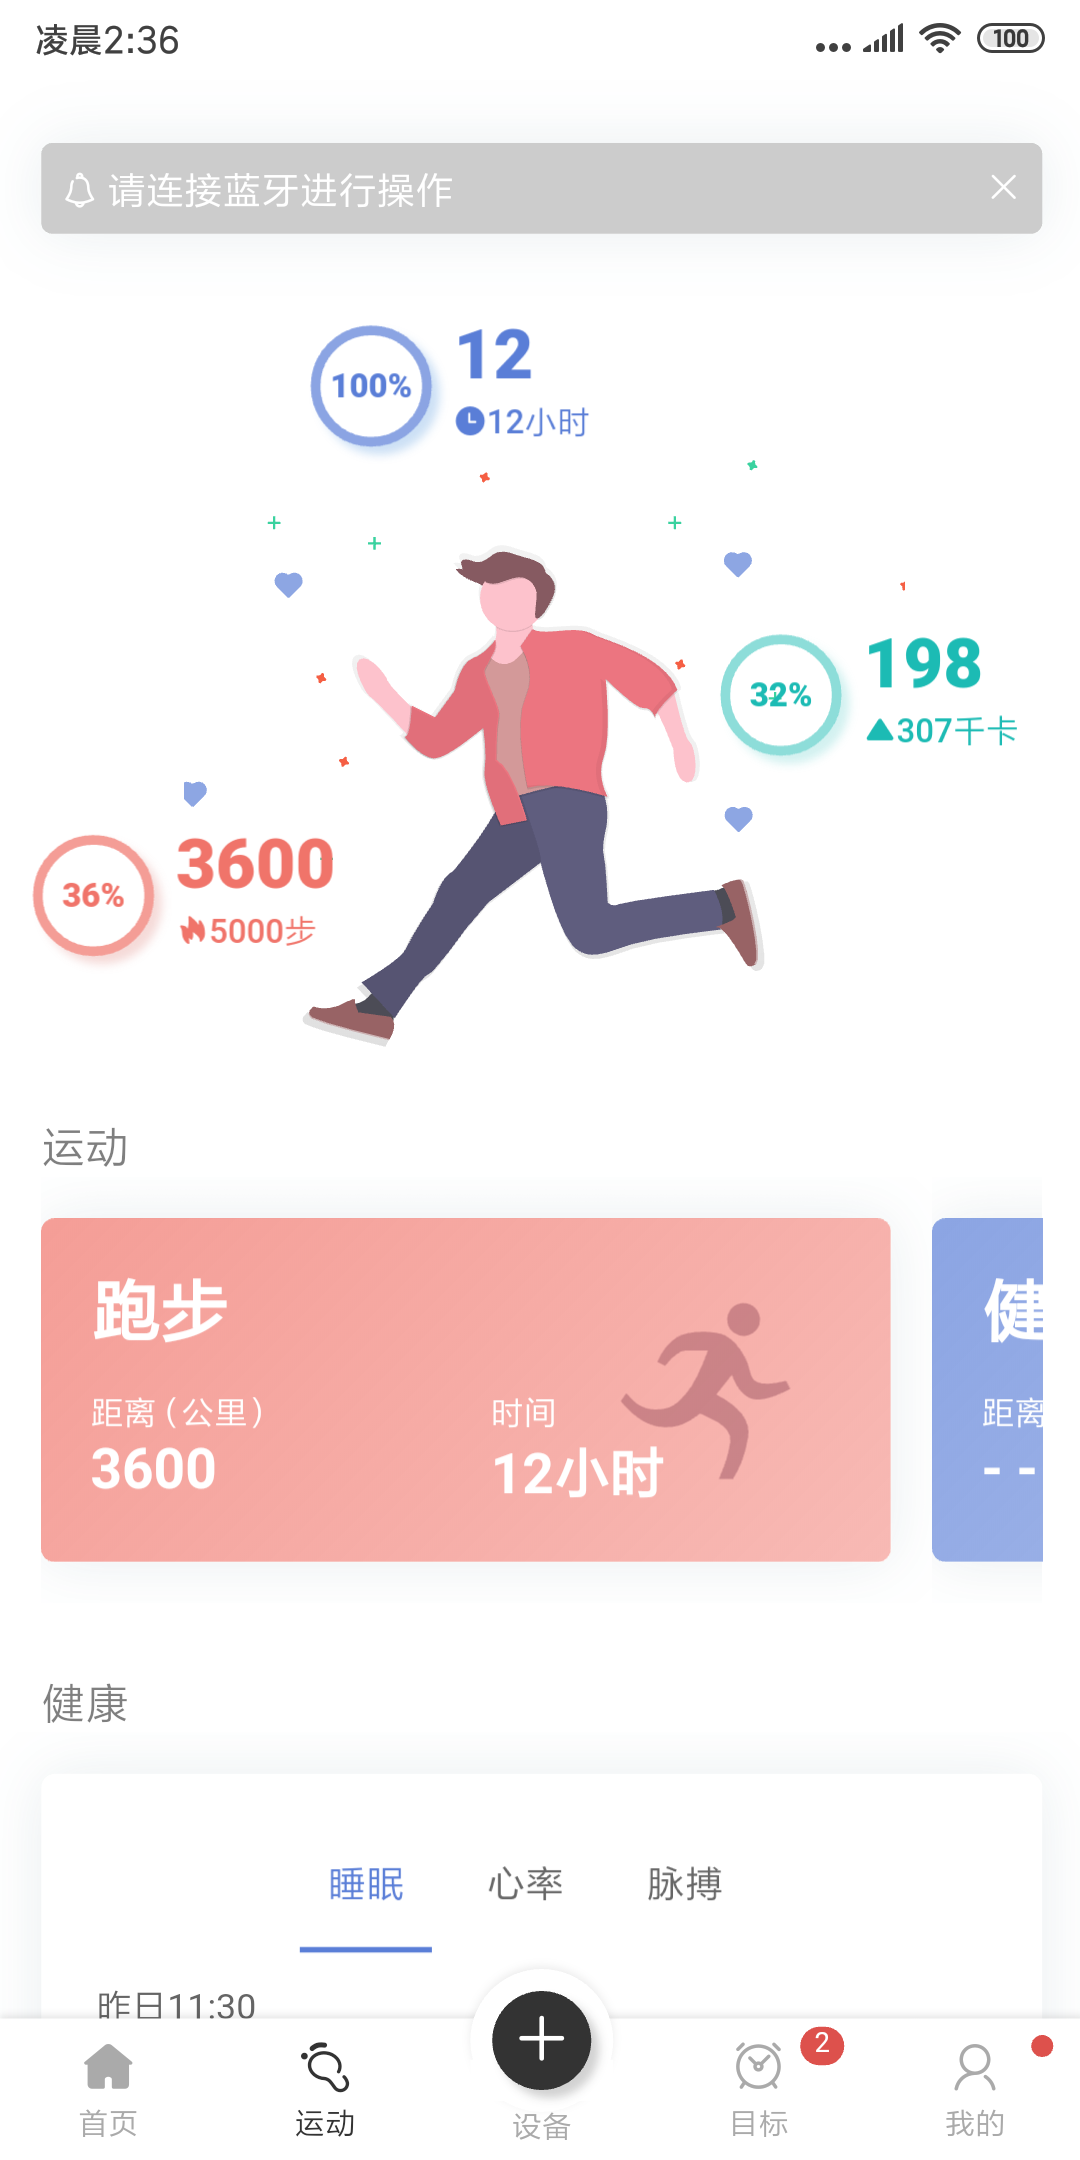 凌晨2:36
100
请连接蓝牙进行操作
100%
12
12小时
32%
198
307千卡
36%
3600
5000步
运动
跑步
健
距离（公里）
时间
距离
3600
12小时
- -
健康
睡眠
心率
脉搏
昨日11:30
2
首页
运动
设备
目标
我的